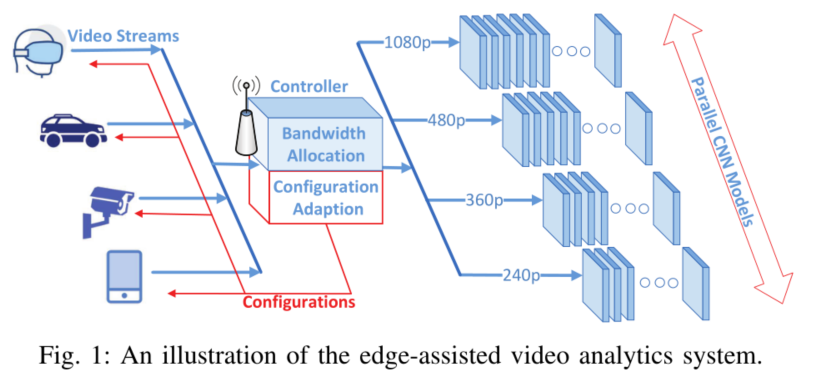 Video Streams
Controller
Bandwidth
Allocation
Configuration
Adaption
Configurations
1080p
480p
360p
240p
Parallel CNN Models
Fig. 1: An illustration of the edge-assisted video analytics system.